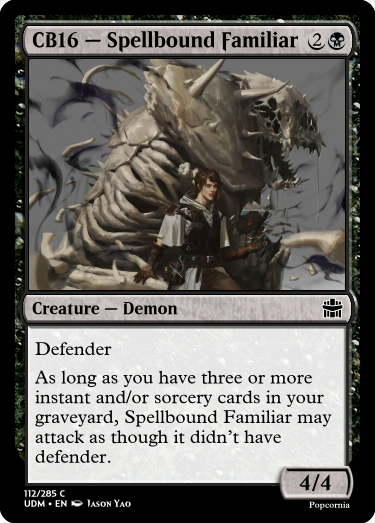 CB16 — Spellbound Familiar 2
Creature — Demon
Defender
As long as you have three or more
instant and/or sorcery cards in your
graveyard, Spellbound Familiar may
attack as though it didn't have
defender.
4/4
112/285 C
UDM • EN Jason Yao
Popcornia